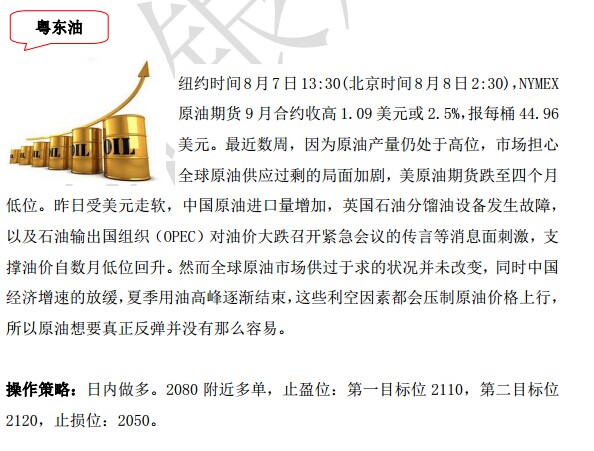 粤东油
纽约时间8月7日13:30(北京时间8月8日2:30),NYMEX
原油期货9月合约收高1.09美元或2.5%,报每桶44.96
美元。最近数周，因为原油产量仍处于高位，市场担心
全球原油供应过剩的局面加剧，美原油期货跌至四个月
低位。昨日受美元走软，中国原油进口量增加，英国石油分馏油设备发生故障，
以及石油输出国组织（OPEC）对油价大跌召开紧急会议的传言等消息面刺激，支
撑油价自数月低位回升。然而全球原油市场供过于求的状况并未改变，同时中国
经济增速的放缓,夏季用油高峰逐渐结束,这些利空因素都会压制原油价格上行，
所以原油想要真正反弹并没有那么容易。
OIL OIL OIL
操作策略：日内做多。2080附近多单，止盈位：第一目标位2110，第二目标位
2120，止损位：2050。